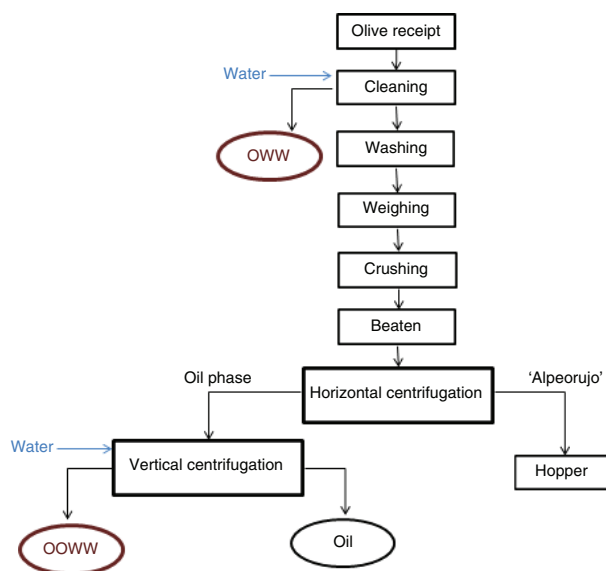 Olive receipt
Water
Cleaning
OWW
Washing
Weighing
Crushing
Beaten
Oil phase
Horizontal centrifugation
‘Alpeorujo’
Water
Vertical centrifugation
Hopper
OOWW
Oil